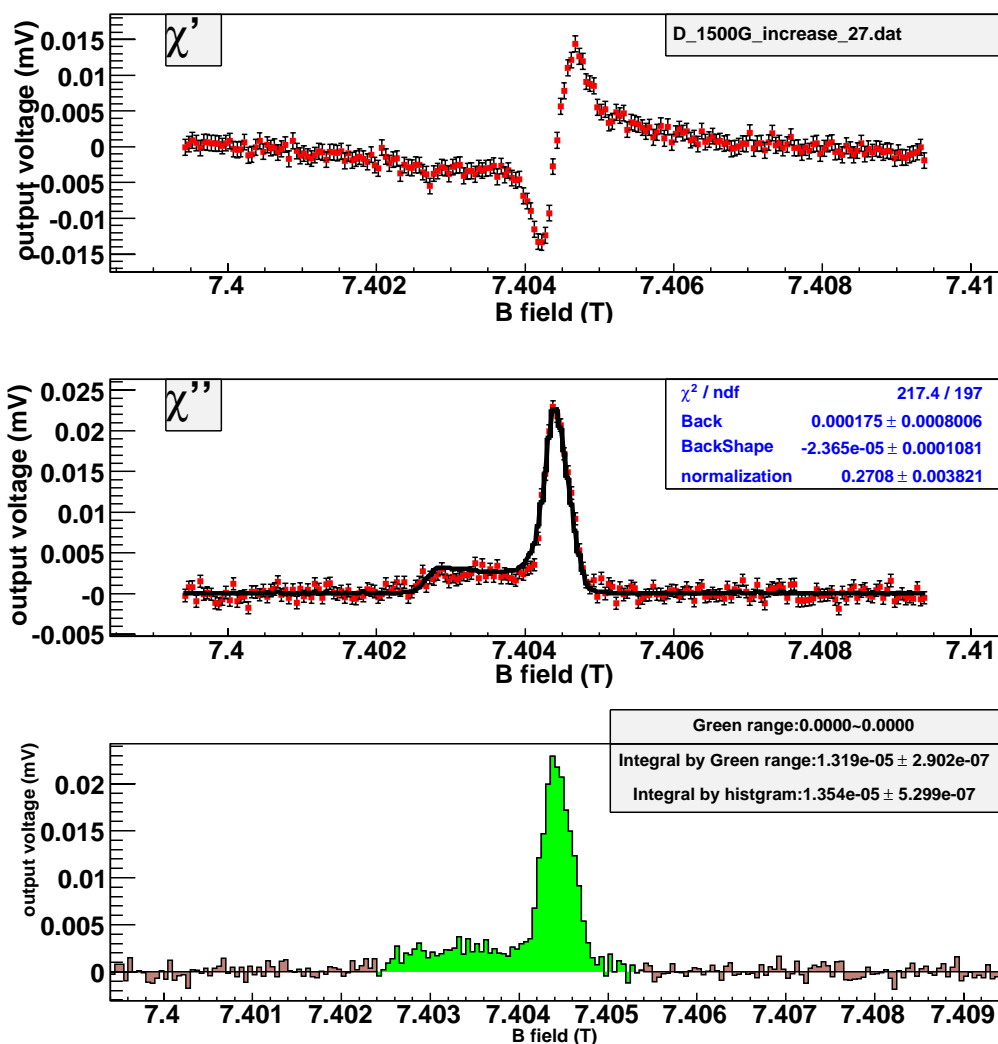 χ'
D_1500G_increase_27.dat
output voltage (mV)
0.015
0.01
0.005
0
-0.005
-0.01
-0.015
7.4
7.402
7.404
7.406
7.408
7.41
B field (T)
χ''
χ² / ndf 217.4 / 197
Back 0.000175 ± 0.0008006
BackShape -2.365e-05 ± 0.0001081
normalization 0.2708 ± 0.003821
output voltage (mV)
0.025
0.02
0.015
0.01
0.005
-0
-0.005
7.4
7.402
7.404
7.406
7.408
7.41
B field (T)
Green range:0.0000~0.0000
Integral by Green range:1.319e-05 ± 2.902e-07
Integral by histgram:1.354e-05 ± 5.299e-07
output voltage (mV)
0.02
0.015
0.01
0.005
0
7.4
7.401
7.402
7.403
7.404
7.405
7.406
7.407
7.408
7.409
B field (T)